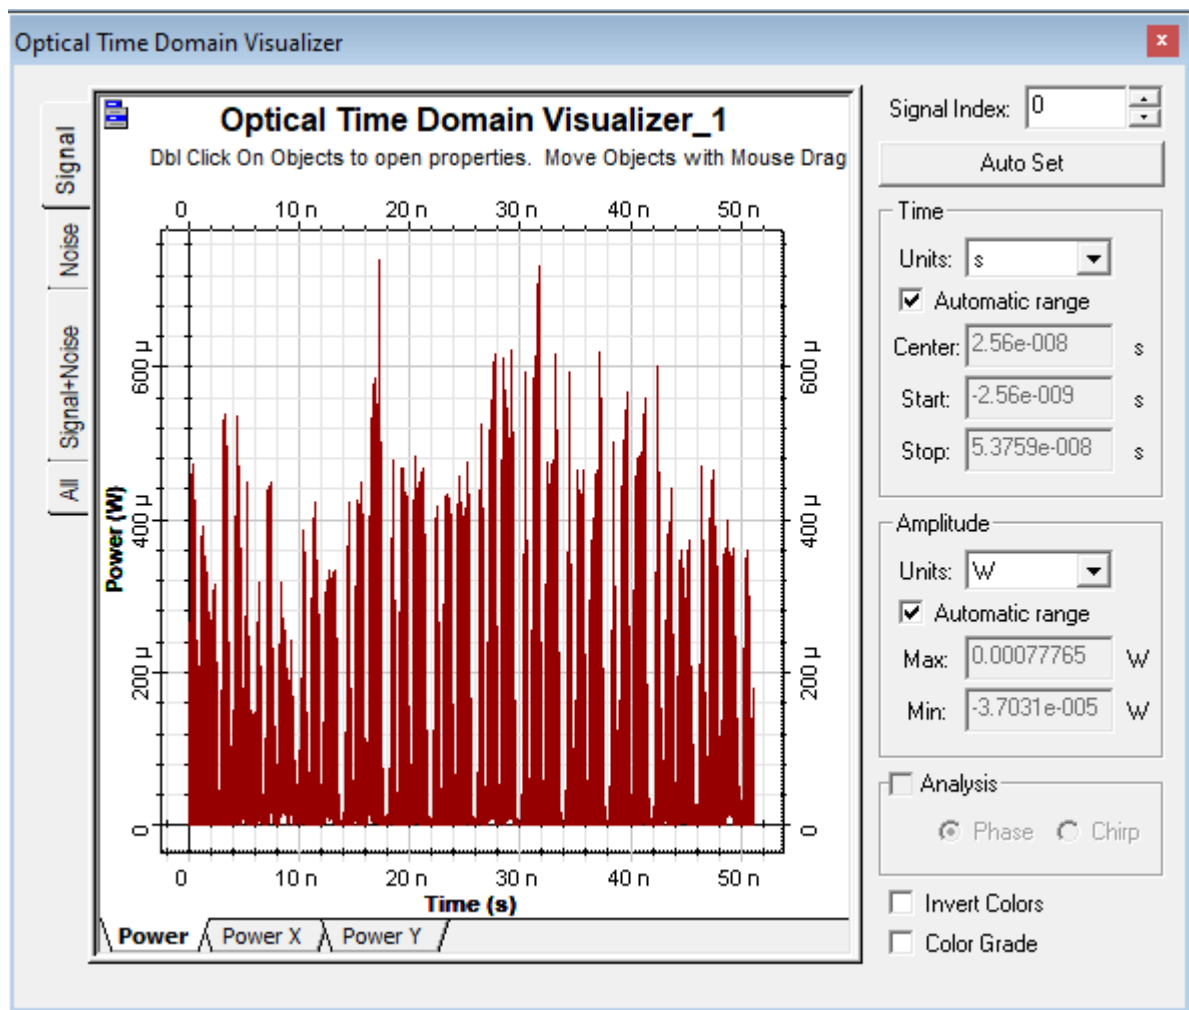 Optical Time Domain Visualizer
x
Signal
Noise
Signal+Noise
All
Optical Time Domain Visualizer_1
Dbl Click On Objects to open properties.  Move Objects with Mouse Drag
0 10 n 20 n 30 n 40 n 50 n
Power (W)
600 µ
400 µ
200 µ
0
600 µ
400 µ
200 µ
0
0 10 n 20 n 30 n 40 n 50 n
Time (s)
Power Power X Power Y
Signal Index: 0
Auto Set
Time
Units: s
Automatic range
Center: 2.56e-008 s
Start: -2.56e-009 s
Stop: 5.3759e-008 s
Amplitude
Units: W
Automatic range
Max: 0.00077765 W
Min: -3.7031e-005 W
Analysis
Phase Chirp
Invert Colors
Color Grade